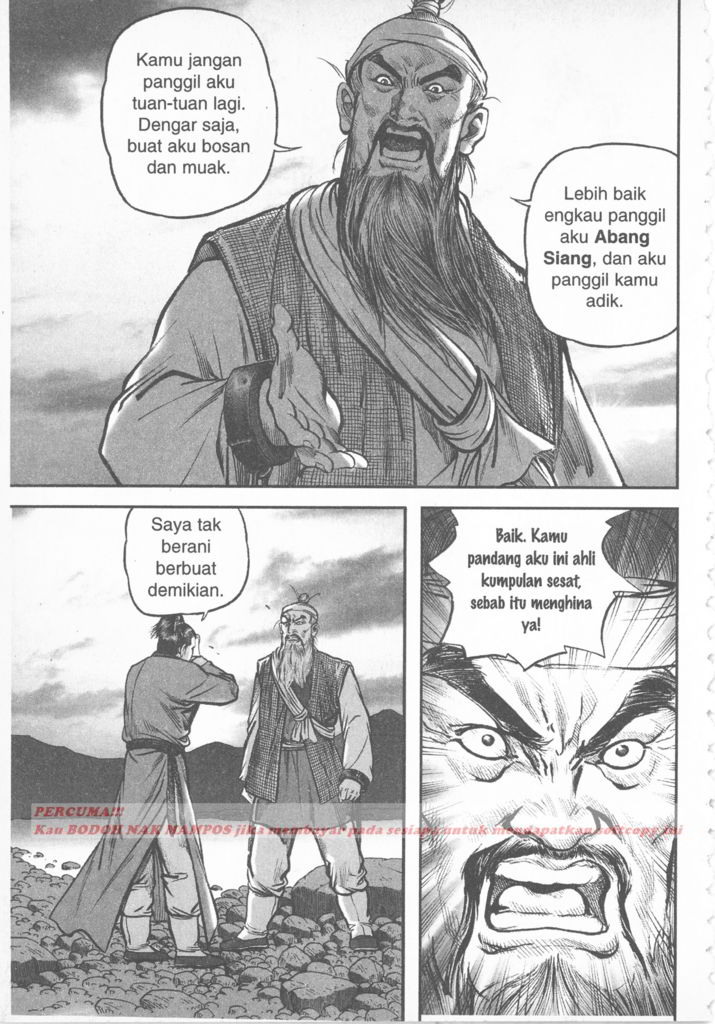 Kamu jangan
panggil aku
tuan-tuan lagi.
Dengar saja,
buat aku bosan
dan muak.
Lebih baik
engkau panggil
aku Abang
Siang, dan aku
panggil kamu
adik.
Saya tak
berani
berbuat
demikian.
Baik. Kamu
pandang aku ini ahli
kumpulan sesat,
sebab itu menghina
ya!
PERCUMA!!!
Kau BODOH NAK MAMPOS jika membayar pada sesiapa untuk mendapatkan softcopy ini